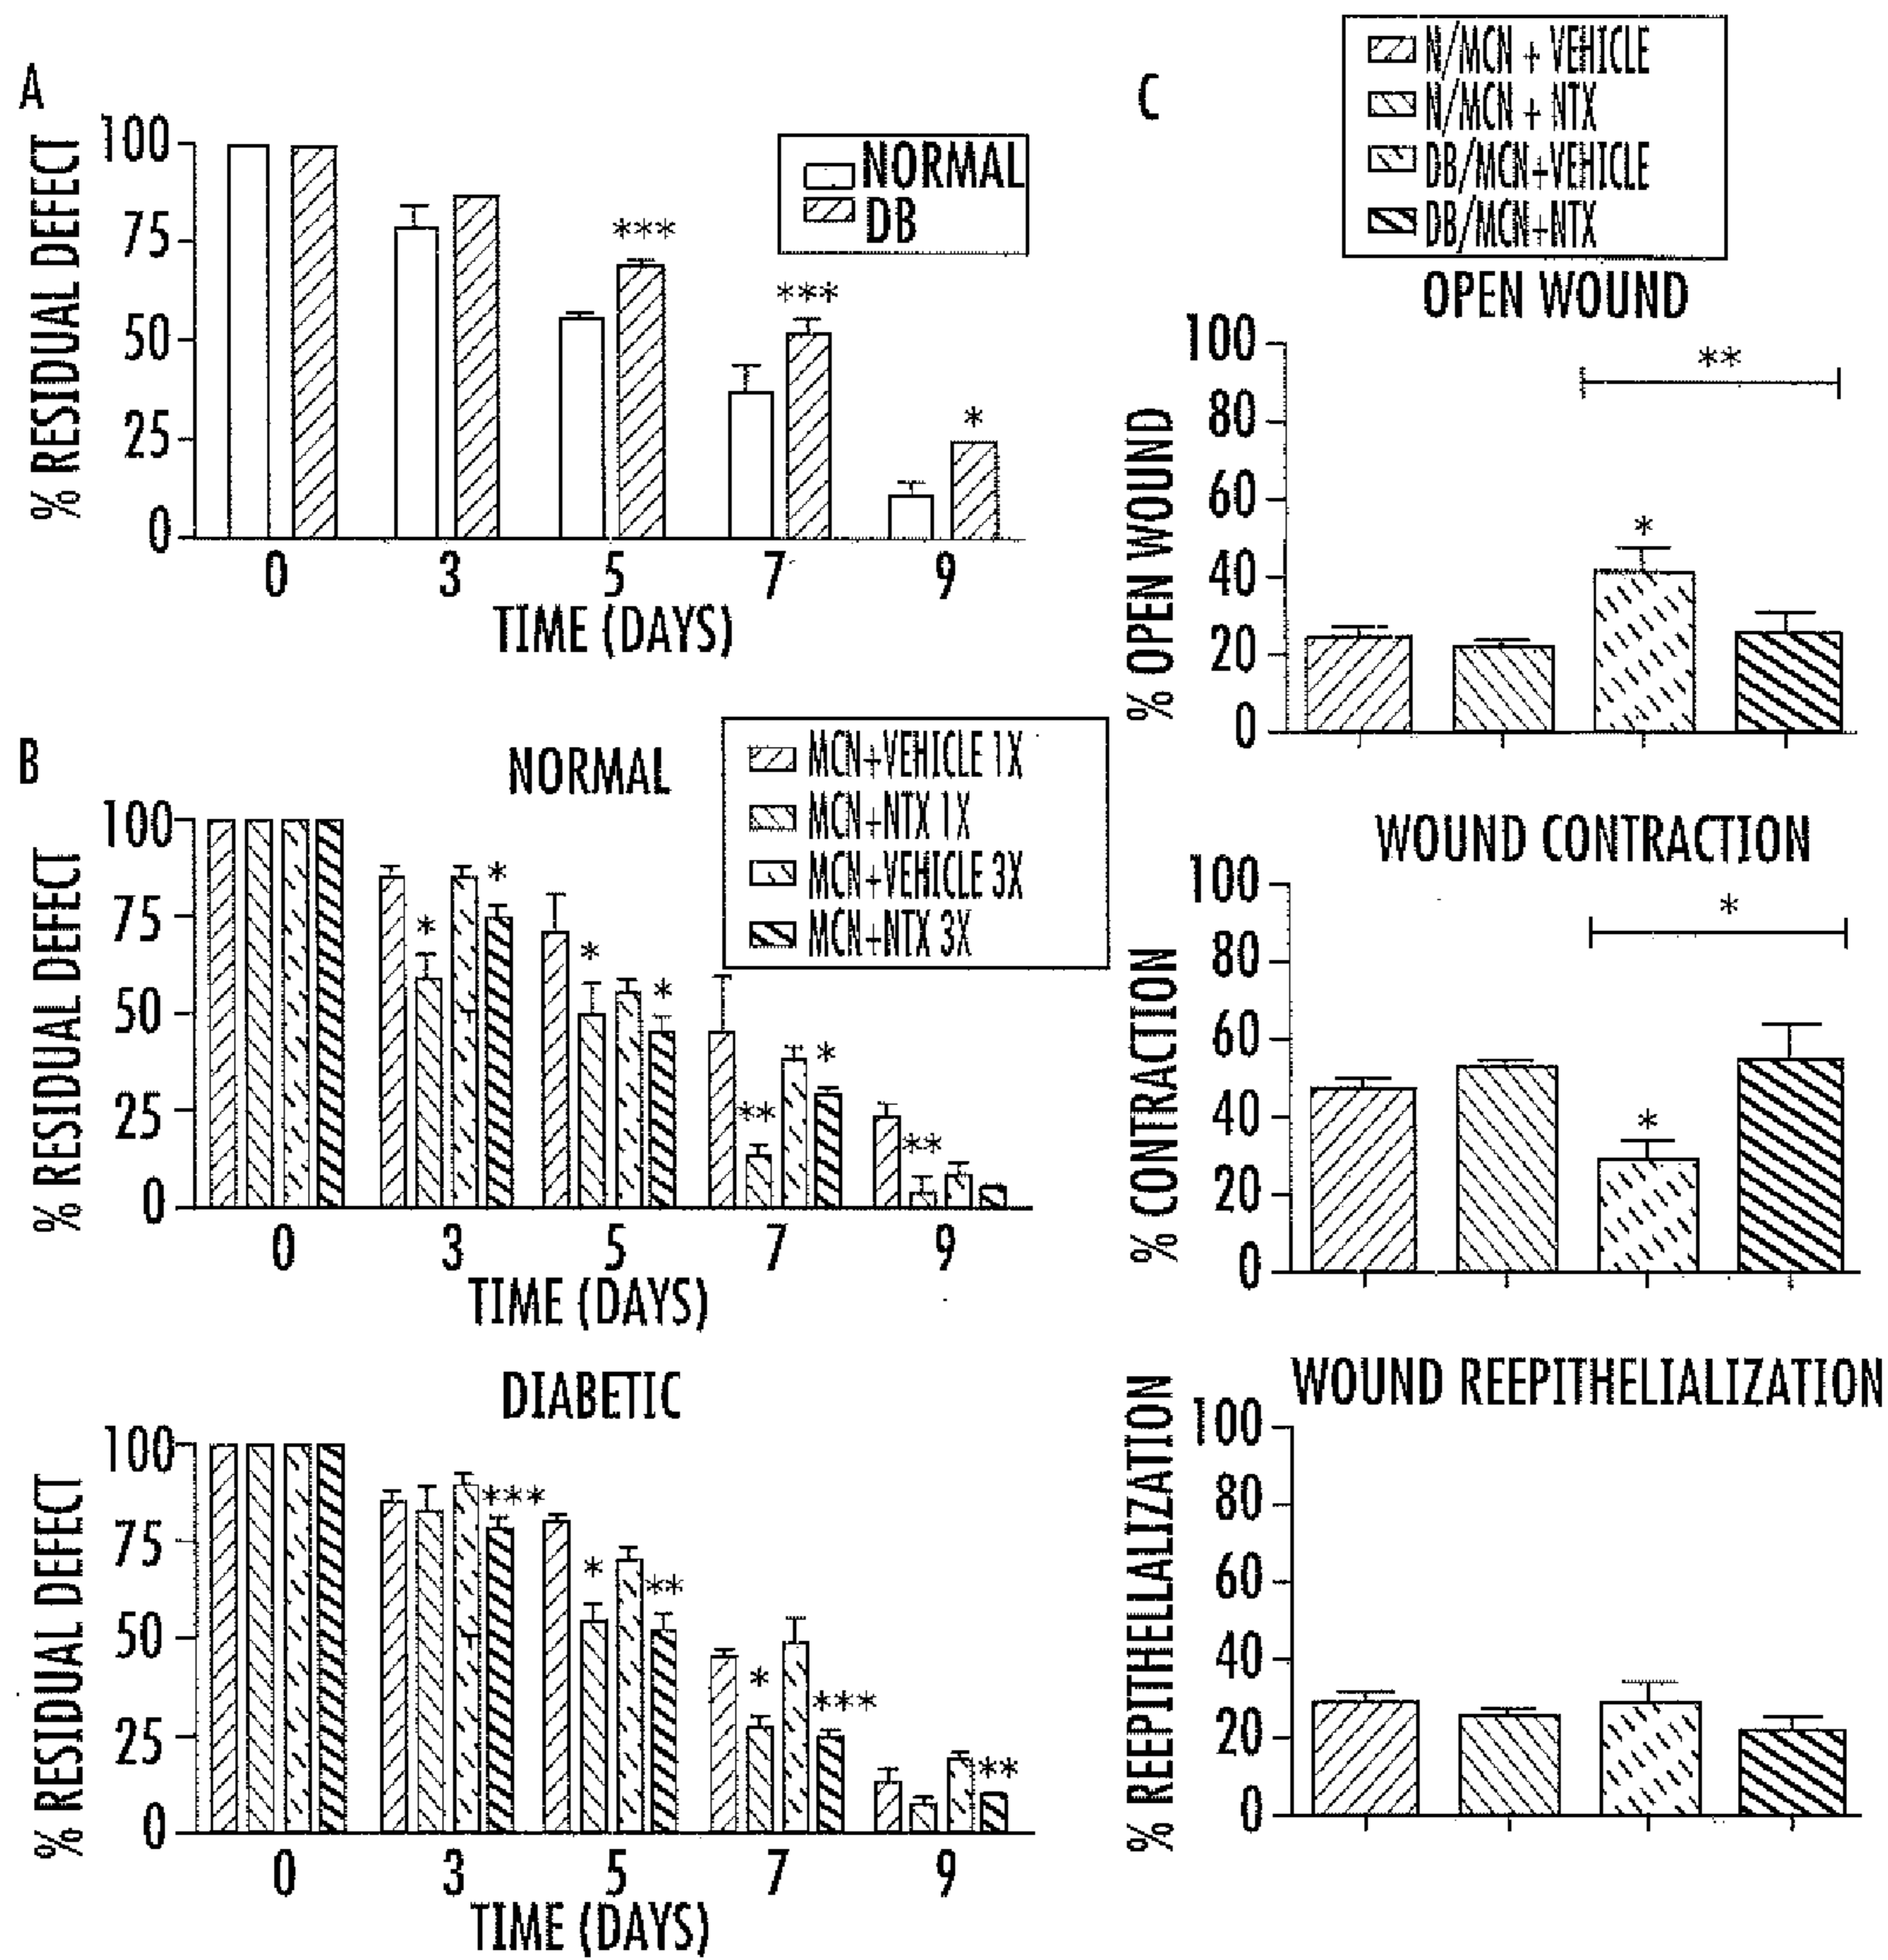 A
% RESIDUAL DEFECT
100
75
50
25
0
***
***
*
NORMAL
DB
0 3 5 7 9
TIME (DAYS)
B
NORMAL
MCN+VEHICLE 1X
MCN+NTX 1X
MCN+VEHICLE 3X
MCN+NTX 3X
% RESIDUAL DEFECT
100
75
50
25
0
*
*
*
*
**
*
**
0 3 5 7 9
TIME (DAYS)
DIABETIC
% RESIDUAL DEFECT
100
75
50
25
0
***
*
**
*
***
**
0 3 5 7 9
TIME (DAYS)
C
N/MCN + VEHICLE
N/MCN + NTX
DB/MCN+VEHICLE
DB/MCN+NTX
OPEN WOUND
% OPEN WOUND
100
80
60
40
20
0
**
*
WOUND CONTRACTION
% CONTRACTION
100
80
60
40
20
0
*
*
WOUND REEPITHELIALIZATION
% REEPITHELLALIZATION
100
80
60
40
20
0